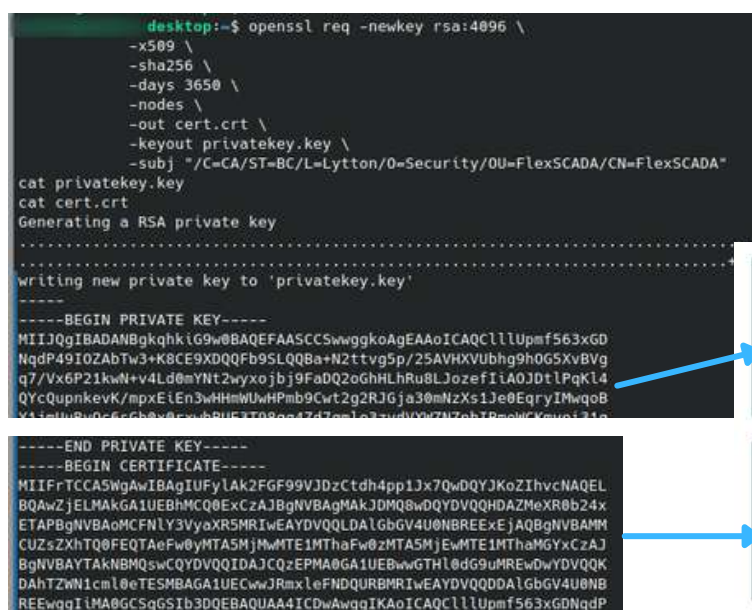 desktop:~$ openssl req -newkey rsa:4096 \
-x509 \
-sha256 \
-days 3650 \
-nodes \
-out cert.crt \
-keyout privatekey.key \
-subj "/C=CA/ST=BC/L=Lytton/O=Security/OU=FlexSCADA/CN=FlexSCADA"
cat privatekey.key
cat cert.crt
Generating a RSA private key
................................................................................
...............................................................................+
writing new private key to 'privatekey.key'
-----
-----BEGIN PRIVATE KEY-----
MIIJQgIBADANBgkqhkiG9w0BAQEFAASCCSwwggkoAgEAAoICAQClllUpmf563xGD
NqdP49IOZAbTw3+K8CE9XDQQFb9SLQQBa+N2ttvg5p/25AVHXVUbhg9hOG5XvBVg
q7/Vx6P21kwN+v4Ld0mYNt2wyxojbj9FaDQ2oGhHLhRu8LJozefIiAOJDtlPqKl4
QYcQupnkevK/mpxEiEn3wHHmWUwHPmb9Cwt2g2RJGja30mNzXs1Je0EqryIMwqoB
-----END PRIVATE KEY-----
-----BEGIN CERTIFICATE-----
MIIFrTCCA5WgAwIBAgIUFylAk2FGF99VJDzCtdh4pp1Jx7QwDQYJKoZIhvcNAQEL
BQAwZjELMAkGA1UEBhMCQ0ExCzAJBgNVBAgMAkJDMQ8wDQYDVQQHDAZMeXR0b24x
ETAPBgNVBAoMCFNlY3VyaXR5MRIwEAYDVQQLDAlGbGV4U0NBREExEjAQBgNVBAMM
CUZsZXhTQ0FEQTAeFw0yMTA5MjMwMTE1MThaFw0zMTA5MjEwMTE1MThaMGYxCzAJ
BgNVBAYTAkNBMQswCQYDVQQIDAJCQzEPMA0GA1UEBwwGTHl0dG9uMREwDwYDVQQK
DAhTZWN1cml0eTESMBAGA1UECwwJRmxleFNDQURBMRIwEAYDVQQDDAlGbGV4U0NB
REEwggIiMA0GCSqGSIb3DQEBAQUAA4ICDwAwggIKAoICAQClllUpmf563xGDNqdP